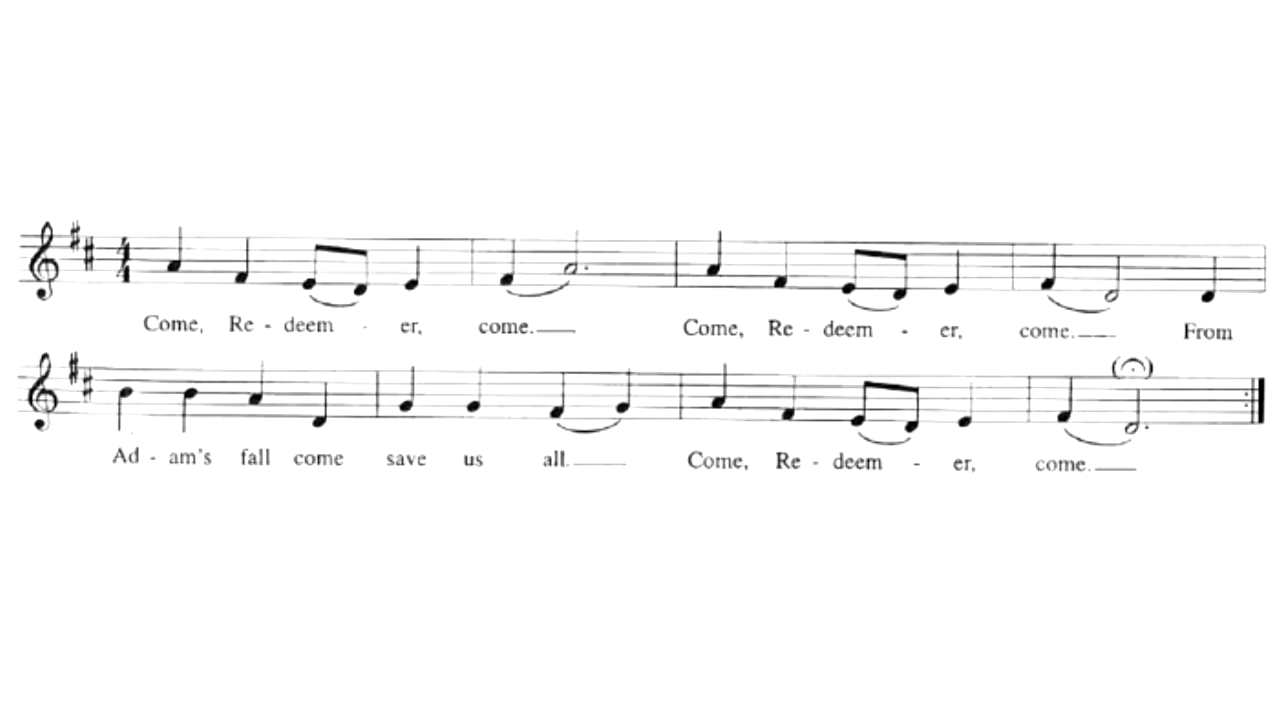 Come, Re - deem - er, come. Come, Re - deem - er, come. From
Ad - am's fall come save us all. Come, Re - deem - er, come.